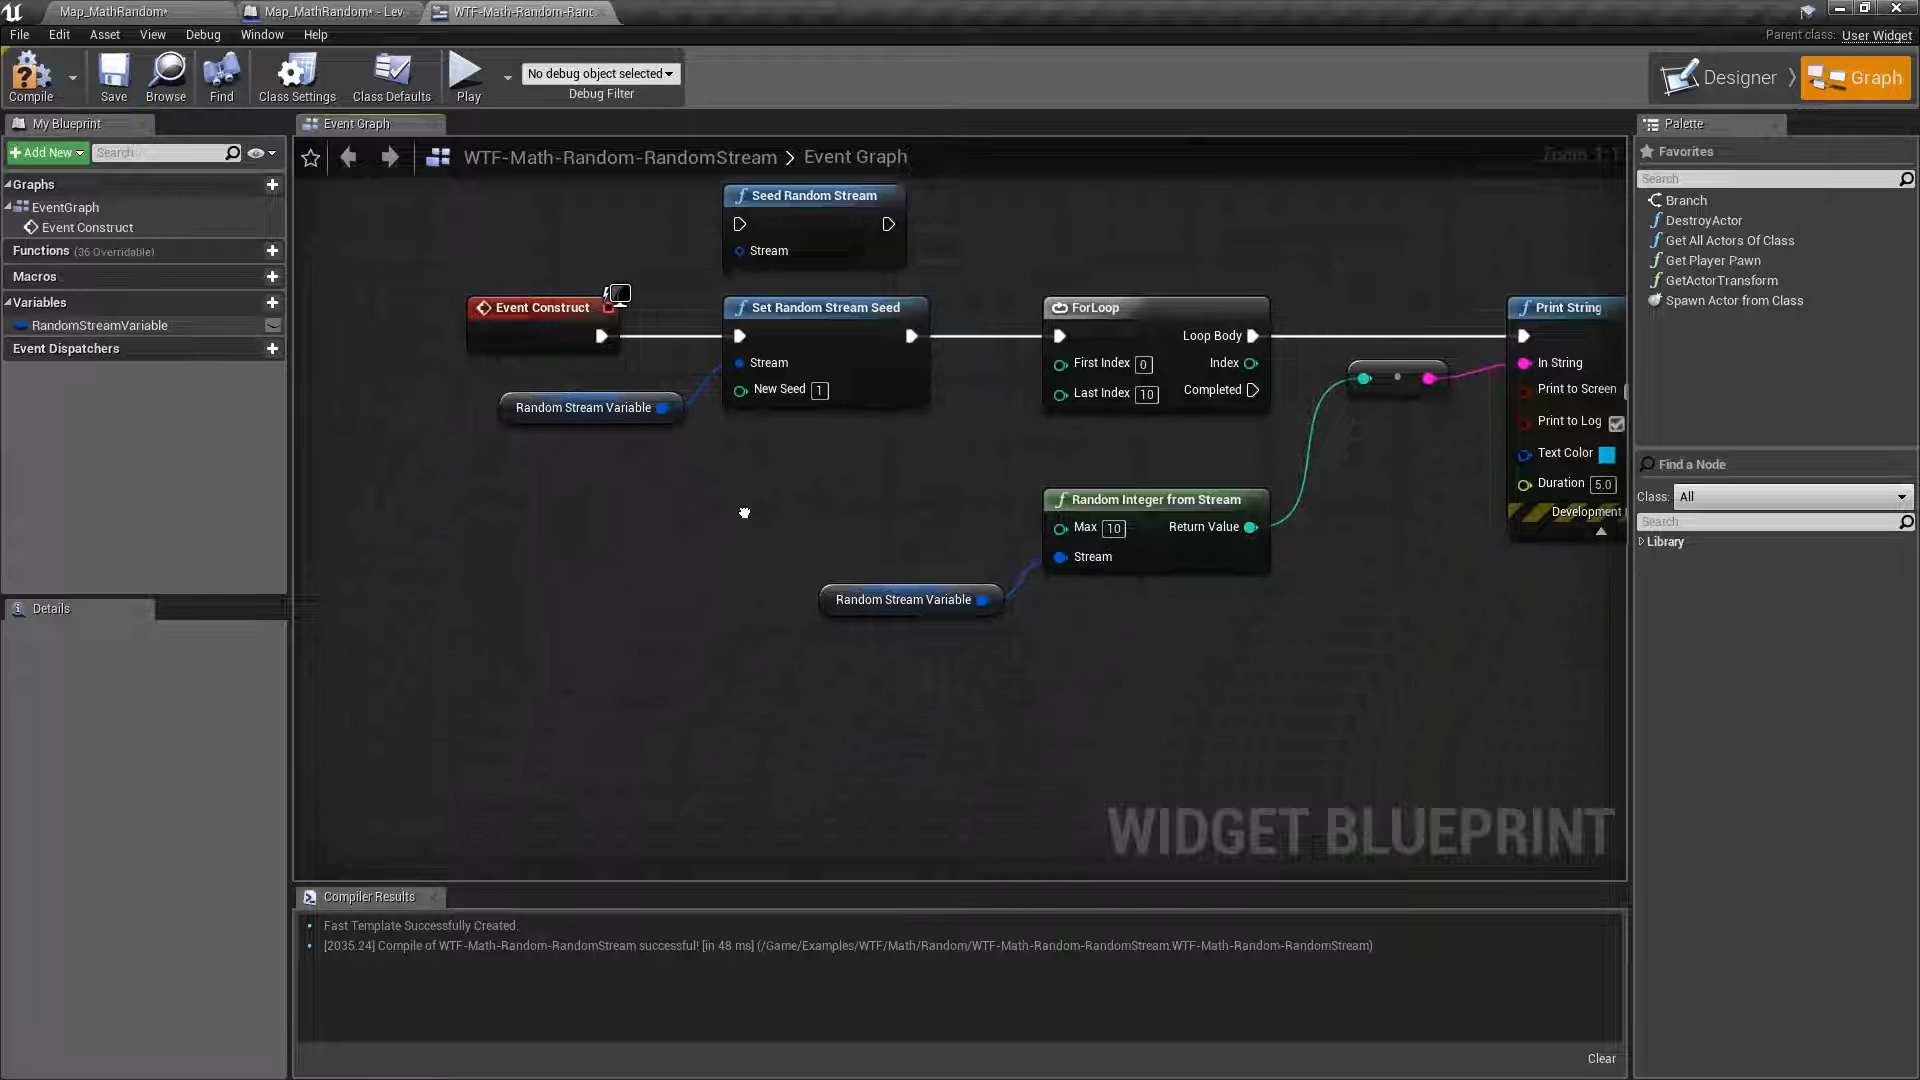 Map_MathRandom*
Map_MathRandom* - Lev
WTF-Math-Random-Ranc
File
Edit
Asset
View
Debug
Window
Help
Parent class:
User Widget
Compile
Save
Browse
Find
Class Settings
Class Defaults
Play
No debug object selected
Debug Filter
Designer
Graph
My Blueprint
Add New
Search
Graphs
EventGraph
Event Construct
Functions (36 Overridable)
Macros
Variables
RandomStreamVariable
Event Dispatchers
Details
Event Graph
WTF-Math-Random-RandomStream > Event Graph
Zoom 1:1
Seed Random Stream
Stream
Event Construct
Set Random Stream Seed
Stream
New Seed 1
Random Stream Variable
ForLoop
Loop Body
First Index 0
Index
Last Index 10
Completed
Print String
In String
Print to Screen
Print to Log
Text Color
Duration 5.0
Development
Random Integer from Stream
Max 10
Return Value
Stream
Random Stream Variable
WIDGET BLUEPRINT
Compiler Results
Fast Template Successfully Created.
[2035.24] Compile of WTF-Math-Random-RandomStream successful! [in 48 ms] (/Game/Examples/WTF/Math/Random/WTF-Math-Random-RandomStream.WTF-Math-Random-RandomStream)
Clear
Palette
Favorites
Search
Branch
DestroyActor
Get All Actors Of Class
Get Player Pawn
GetActorTransform
Spawn Actor from Class
Find a Node
Class: All
Search
Library